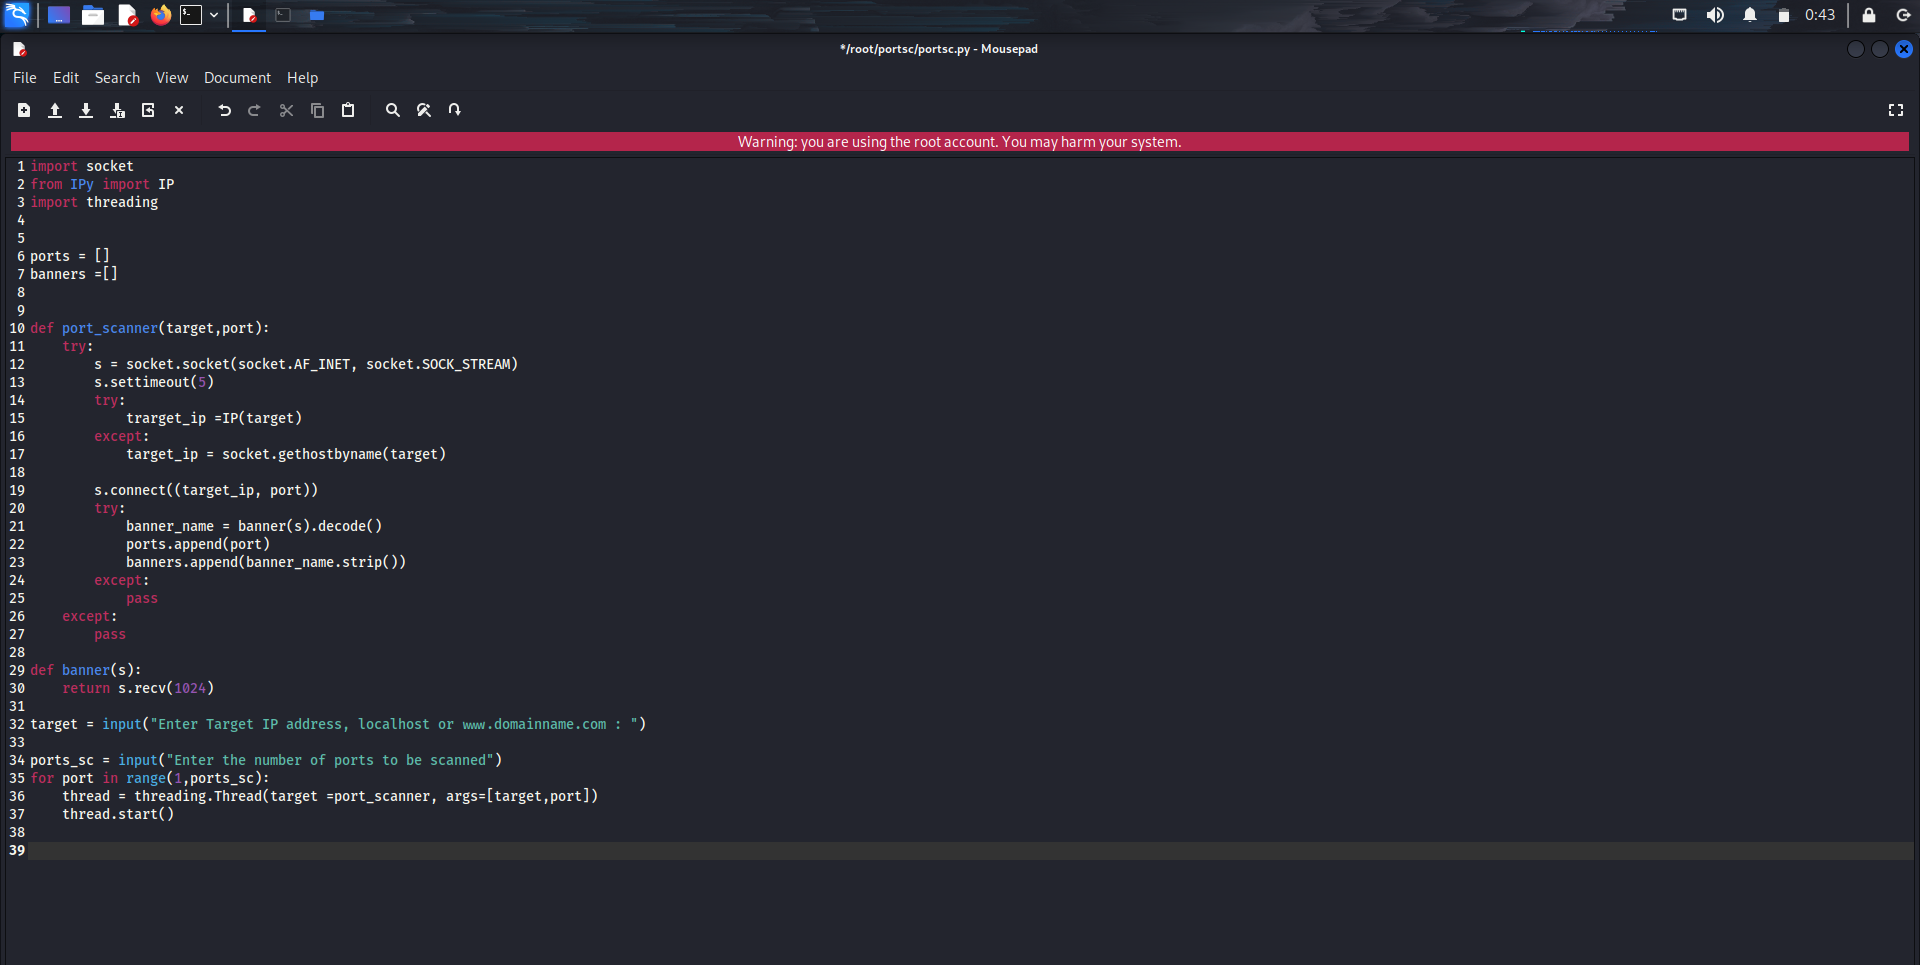 0:43
*/root/portsc/portsc.py - Mousepad
File Edit Search View Document Help
Warning: you are using the root account. You may harm your system.
1 import socket
2 from IPy import IP
3 import threading
4
5
6 ports = []
7 banners =[]
8
9
10 def port_scanner(target,port):
11     try:
12         s = socket.socket(socket.AF_INET, socket.SOCK_STREAM)
13         s.settimeout(5)
14         try:
15             trarget_ip =IP(target)
16         except:
17             target_ip = socket.gethostbyname(target)
18
19         s.connect((target_ip, port))
20         try:
21             banner_name = banner(s).decode()
22             ports.append(port)
23             banners.append(banner_name.strip())
24         except:
25             pass
26     except:
27         pass
28
29 def banner(s):
30     return s.recv(1024)
31
32 target = input("Enter Target IP address, localhost or www.domainname.com : ")
33
34 ports_sc = input("Enter the number of ports to be scanned")
35 for port in range(1,ports_sc):
36     thread = threading.Thread(target =port_scanner, args=[target,port])
37     thread.start()
38
39